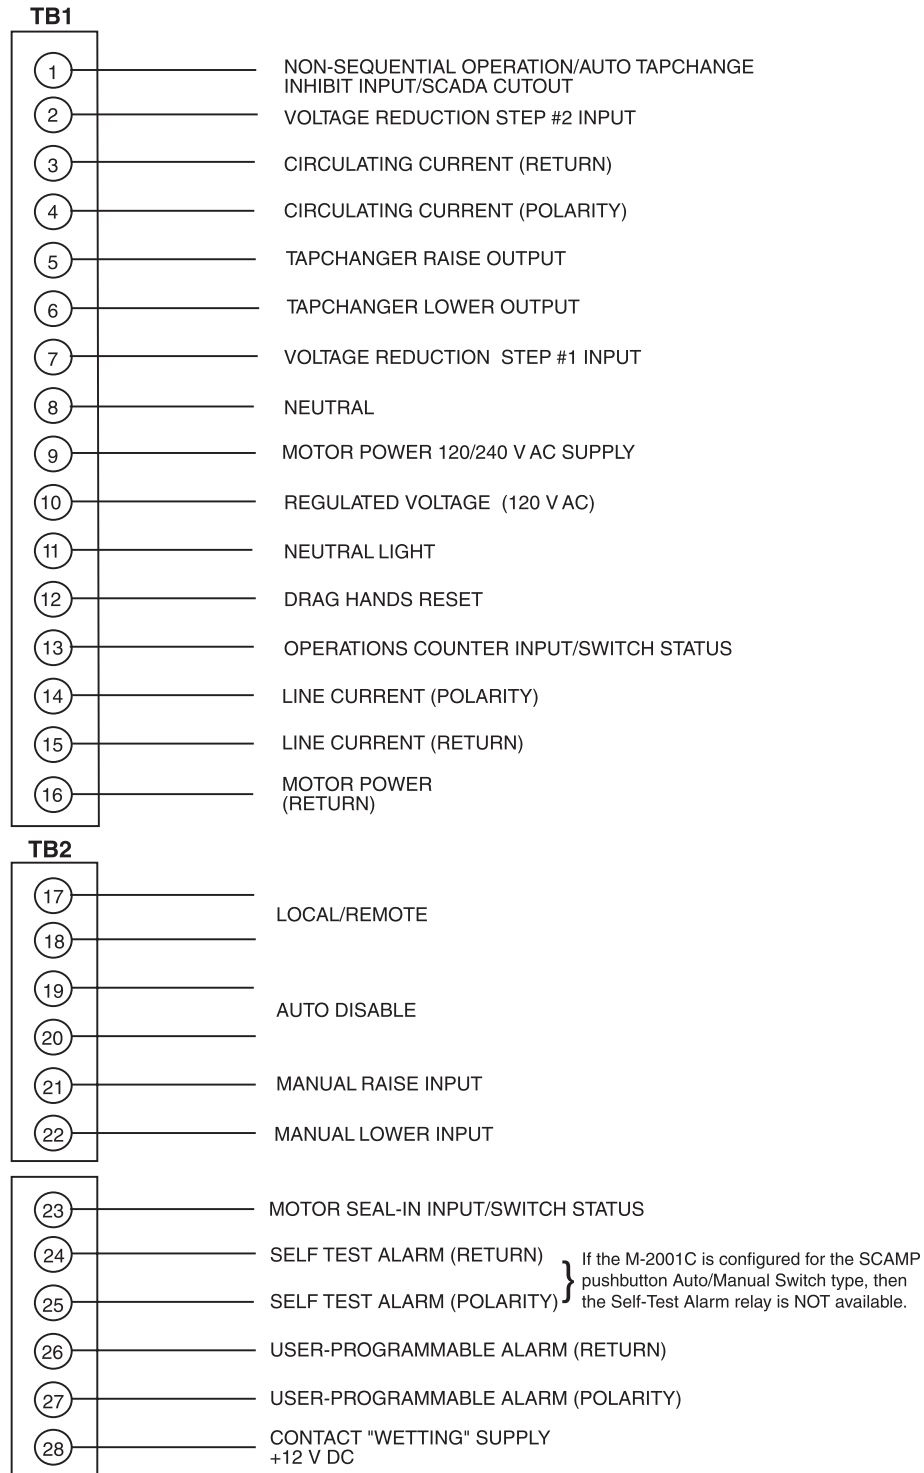 TB1
1 NON-SEQUENTIAL OPERATION/AUTO TAPCHANGE
INHIBIT INPUT/SCADA CUTOUT
2 VOLTAGE REDUCTION STEP #2 INPUT
3 CIRCULATING CURRENT (RETURN)
4 CIRCULATING CURRENT (POLARITY)
5 TAPCHANGER RAISE OUTPUT
6 TAPCHANGER LOWER OUTPUT
7 VOLTAGE REDUCTION STEP #1 INPUT
8 NEUTRAL
9 MOTOR POWER 120/240 V AC SUPPLY
10 REGULATED VOLTAGE (120 V AC)
11 NEUTRAL LIGHT
12 DRAG HANDS RESET
13 OPERATIONS COUNTER INPUT/SWITCH STATUS
14 LINE CURRENT (POLARITY)
15 LINE CURRENT (RETURN)
16 MOTOR POWER
(RETURN)
TB2
17
LOCAL/REMOTE
18
19
AUTO DISABLE
20
21 MANUAL RAISE INPUT
22 MANUAL LOWER INPUT
23 MOTOR SEAL-IN INPUT/SWITCH STATUS
24 SELF TEST ALARM (RETURN)
25 SELF TEST ALARM (POLARITY)
} If the M-2001C is configured for the SCAMP
pushbutton Auto/Manual Switch type, then
the Self-Test Alarm relay is NOT available.
26 USER-PROGRAMMABLE ALARM (RETURN)
27 USER-PROGRAMMABLE ALARM (POLARITY)
28 CONTACT "WETTING" SUPPLY
+12 V DC